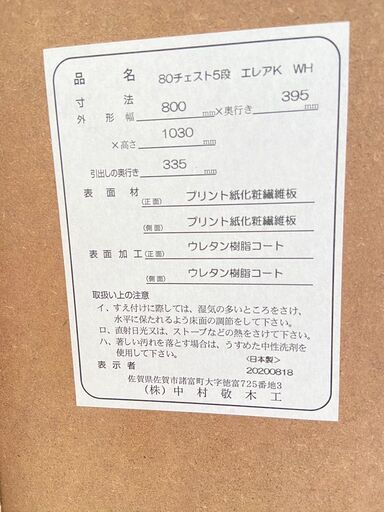 品 名 80チェスト5段 エレアK WH
寸 法
外 形 幅 800 mm×奥行き 395 mm
×高さ 1030 mm
引出しの奥行き 335 mm
表 面 材 (正面) プリント紙化粧繊維板
(側面) プリント紙化粧繊維板
表 面 加 工 (正面) ウレタン樹脂コート
(側面) ウレタン樹脂コート
取扱い上の注意
イ、すえ付けに際しては、湿気の多いところをさけ、
水平に保たれるよう床面の調節をして下さい。
ロ、直射日光又は、ストーブなどの熱をさけて下さい。
ハ、著しい汚れを落とす場合は、うすめた中性洗剤を
使用して下さい。
<日本製>
表 示 者 20200818
佐賀県佐賀市諸富町大字徳富725番地3
(株) 中 村 敬 木 工